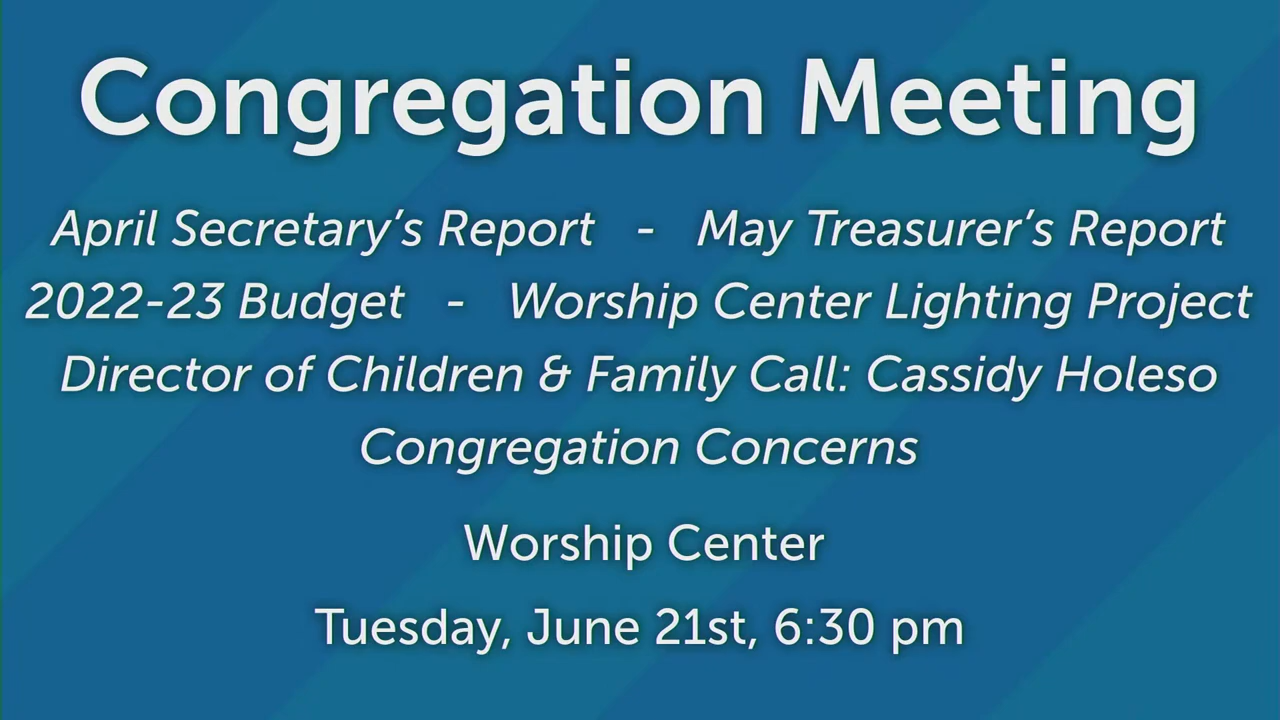 Congregation Meeting
April Secretary’s Report - May Treasurer’s Report
2022-23 Budget - Worship Center Lighting Project
Director of Children & Family Call: Cassidy Holeso
Congregation Concerns
Worship Center
Tuesday, June 21st, 6:30 pm